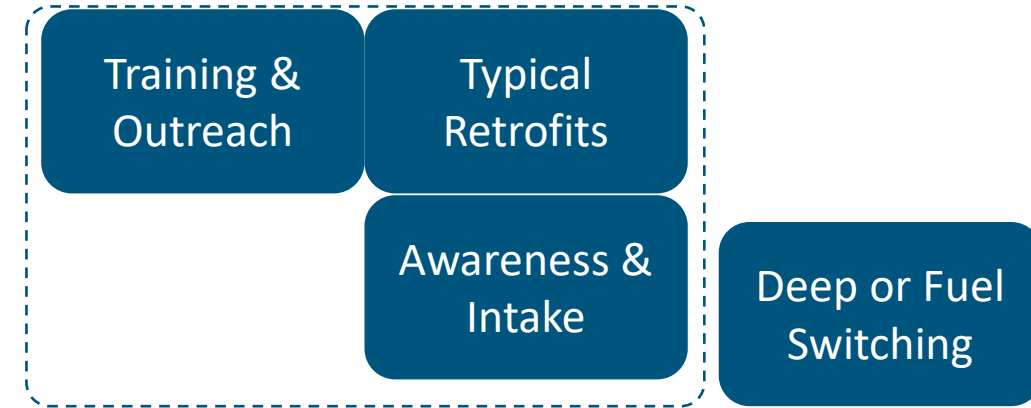 Training &
Outreach
Typical
Retrofits
Awareness &
Intake
Deep or Fuel
Switching